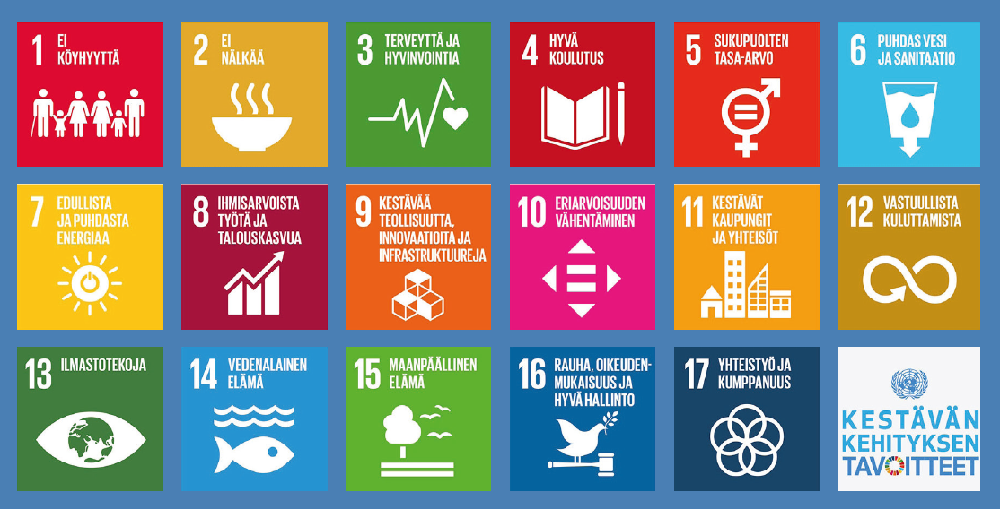 1 EI
KÖYHYYTTÄ
2 EI
NÄLKÄÄ
3 TERVEYTTÄ JA
HYVINVOINTIA
4 HYVÄ
KOULUTUS
5 SUKUPUOLTEN
TASA-ARVO
6 PUHDAS VESI
JA SANITAATIO
7 EDULLISTA
JA PUHDASTA
ENERGIAA
8 IHMISARVOISTA
TYÖTÄ JA
TALOUSKASVUA
9 KESTÄVÄÄ
TEOLLISUUTTA,
INNOVAATIOITA JA
INFRASTRUKTUUREJA
10 ERIARVOISUUDEN
VÄHENTÄMINEN
11 KESTÄVÄT
KAUPUNGIT
JA YHTEISÖT
12 VASTUULLISTA
KULUTTAMISTA
13 ILMASTOTEKOJA
14 VEDENALAINEN
ELÄMÄ
15 MAANPÄÄLLINEN
ELÄMÄ
16 RAUHA, OIKEUDEN-
MUKAISUUS JA
HYVÄ HALLINTO
17 YHTEISTYÖ JA
KUMPPANUUS
KESTÄVÄN
KEHITYKSEN
TAVOITTEET